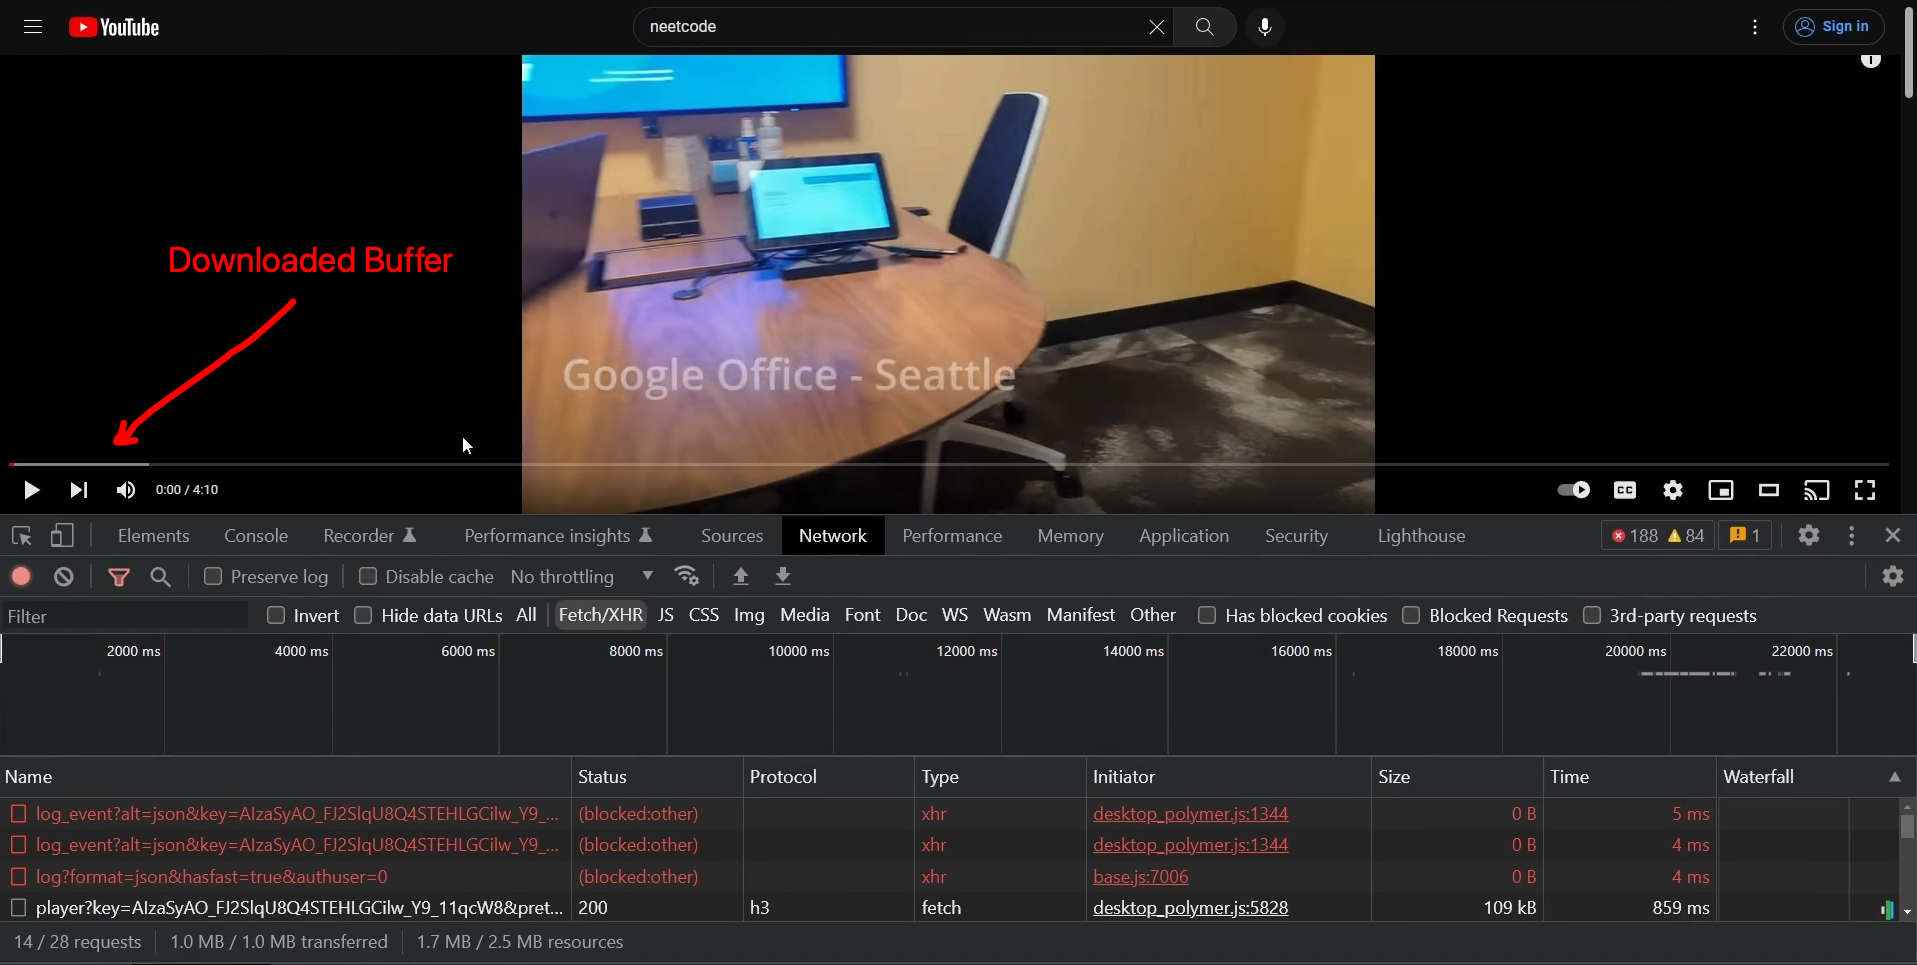 YouTube
neetcode
Sign in
Downloaded Buffer
Google Office - Seattle
0:00 / 4:10
CC
Elements Console Recorder Performance insights Sources Network Performance Memory Application Security Lighthouse 188 84 1
Preserve log Disable cache No throttling
Filter Invert Hide data URLs All Fetch/XHR JS CSS Img Media Font Doc WS Wasm Manifest Other Has blocked cookies Blocked Requests 3rd-party requests
2000 ms 4000 ms 6000 ms 8000 ms 10000 ms 12000 ms 14000 ms 16000 ms 18000 ms 20000 ms 22000 ms
Name Status Protocol Type Initiator Size Time Waterfall
log_event?alt=json&key=AIzaSyAO_FJ2SlqU8Q4STEHLGCilw_Y9_... (blocked:other) xhr desktop_polymer.js:1344 0 B 5 ms
log_event?alt=json&key=AIzaSyAO_FJ2SlqU8Q4STEHLGCilw_Y9_... (blocked:other) xhr desktop_polymer.js:1344 0 B 4 ms
log?format=json&hasfast=true&authuser=0 (blocked:other) xhr base.js:7006 0 B 4 ms
player?key=AIzaSyAO_FJ2SlqU8Q4STEHLGCilw_Y9_11qcW8&pret... 200 h3 fetch desktop_polymer.js:5828 109 kB 859 ms
14 / 28 requests 1.0 MB / 1.0 MB transferred 1.7 MB / 2.5 MB resources